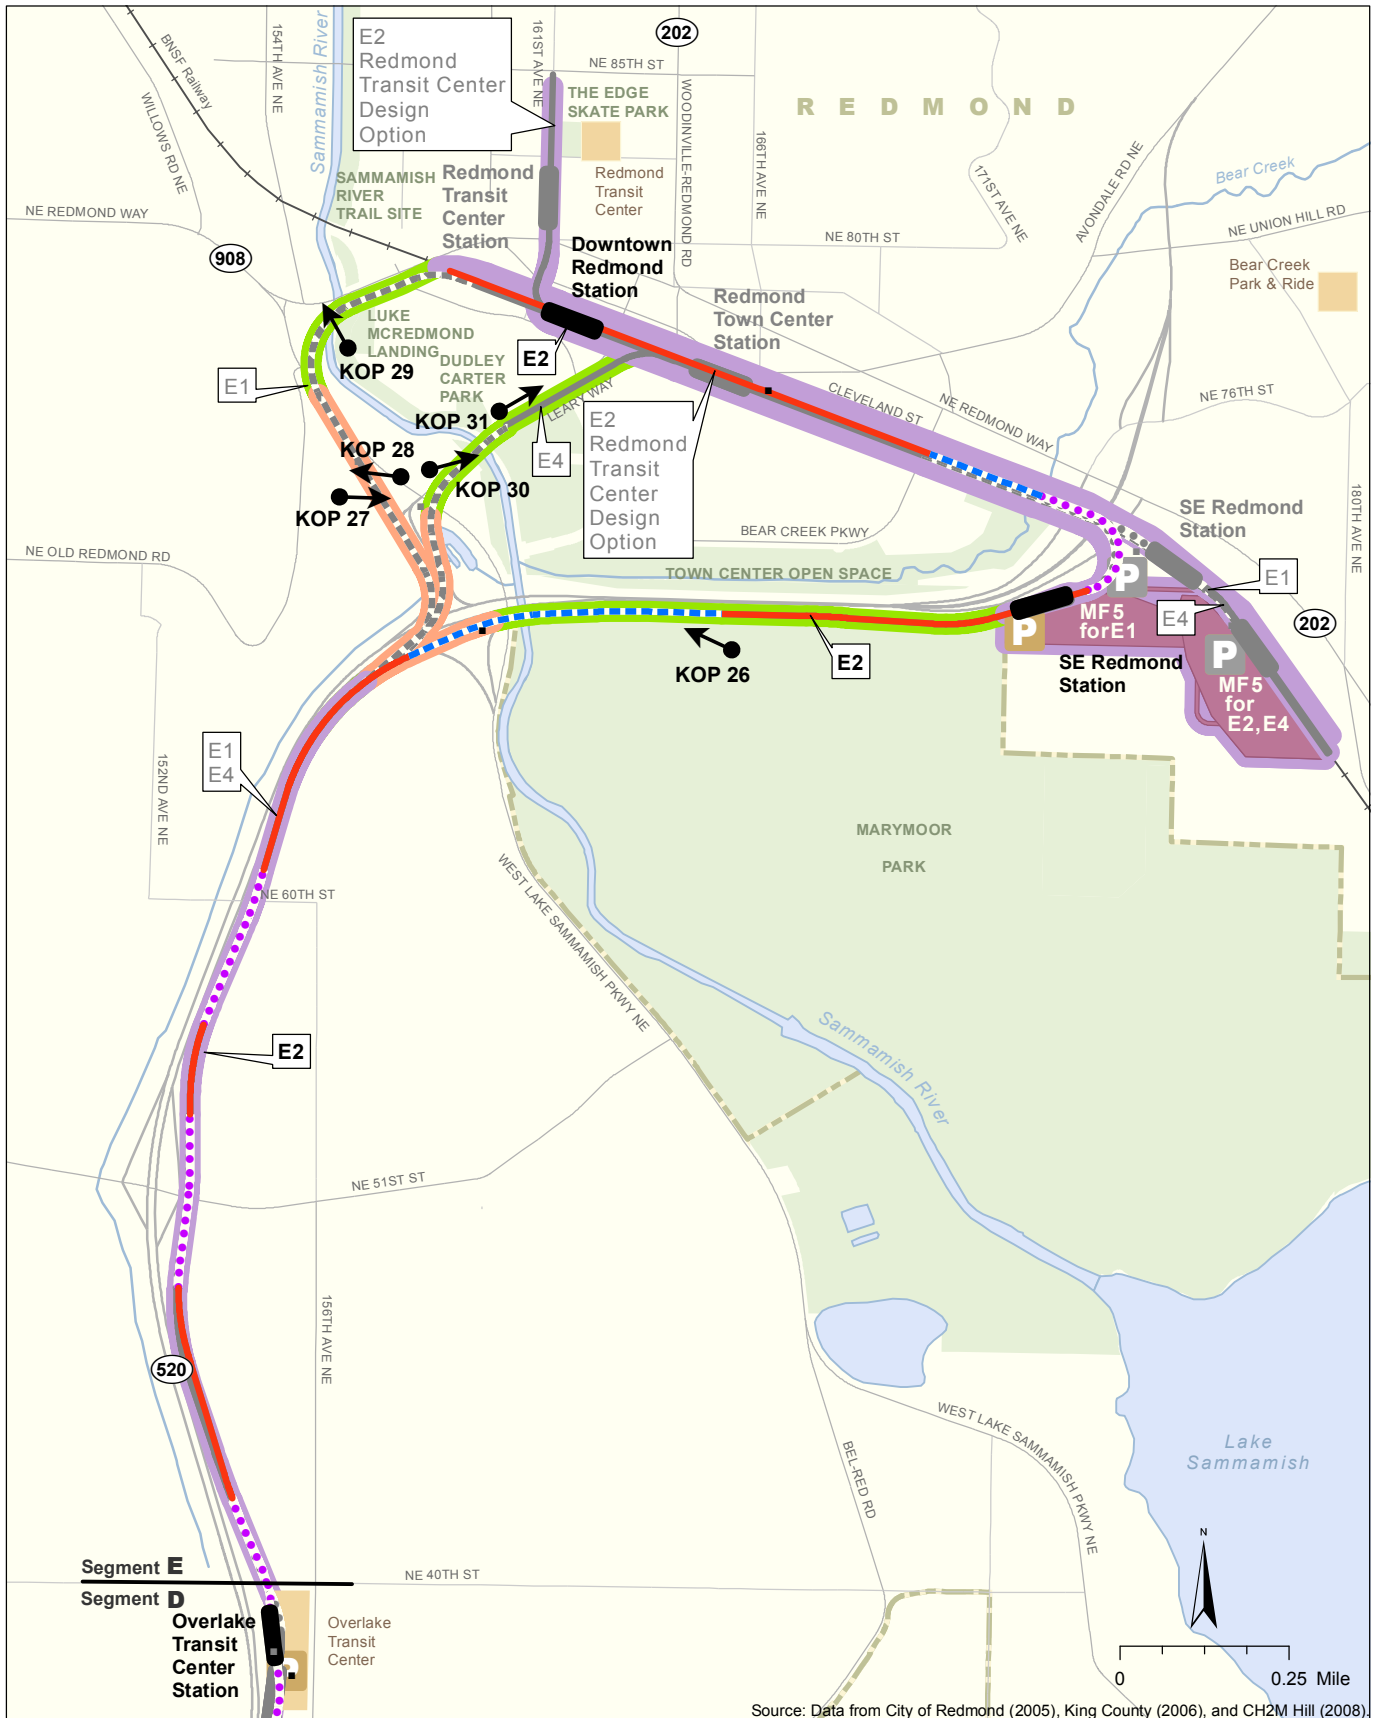 E2
Redmond
Transit Center
Design
Option
202
161ST AVE NE
NE 85TH ST
154TH AVE NE
BNSF Railway
WILLOWS RD NE
Sammamish River
THE EDGE
SKATE PARK
WOODINVILLE-REDMOND RD
REDMOND
166TH AVE NE
171ST AVE NE
AVONDALE RD NE
Bear Creek
SAMMAMISH
RIVER
TRAIL SITE
Redmond
Transit
Center
Station
Redmond
Transit
Center
NE REDMOND WAY
908
NE 80TH ST
NE UNION HILL RD
Bear Creek
Park & Ride
Downtown
Redmond
Station
Redmond
Town Center
Station
LUKE
MCREDMOND
LANDING
KOP 29
E2
E1
DUDLEY
CARTER
PARK
KOP 31
LEARY WAY
CLEVELAND ST
NE REDMOND WAY
NE 76TH ST
180TH AVE NE
E2
Redmond
Transit
Center
Design
Option
E4
KOP 28
KOP 30
KOP 27
BEAR CREEK PKWY
SE Redmond
Station
NE OLD REDMOND RD
TOWN CENTER OPEN SPACE
P
E1
E4
MF5
forE1
P
202
P
MF5
for
E2,E4
SE Redmond
Station
KOP 26
E2
E1
E4
152ND AVE NE
MARYMOOR
PARK
NE 60TH ST
WEST LAKE SAMMAMISH PKWY NE
Sammamish River
E2
NE 51ST ST
156TH AVE NE
520
WEST LAKE SAMMAMISH PKWY NE
BEL-RED RD
Lake
Sammamish
N
Segment E
Segment D
NE 40TH ST
Overlake
Transit
Center
Station
Overlake
Transit
Center
P
0 0.25 Mile
Source: Data from City of Redmond (2005), King County (2006), and CH2M Hill (2008).